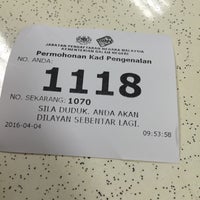 JABATAN PENDAFTARAN NEGARA MALAYSIA
KEMENTERIAN DALAM NEGERI
Permohonan Kad Pengenalan
NO. ANDA:
1118
NO. SEKARANG: 1070
SILA DUDUK. ANDA AKAN
DILAYAN SEBENTAR LAGI.
2016-04-04 09:53:58